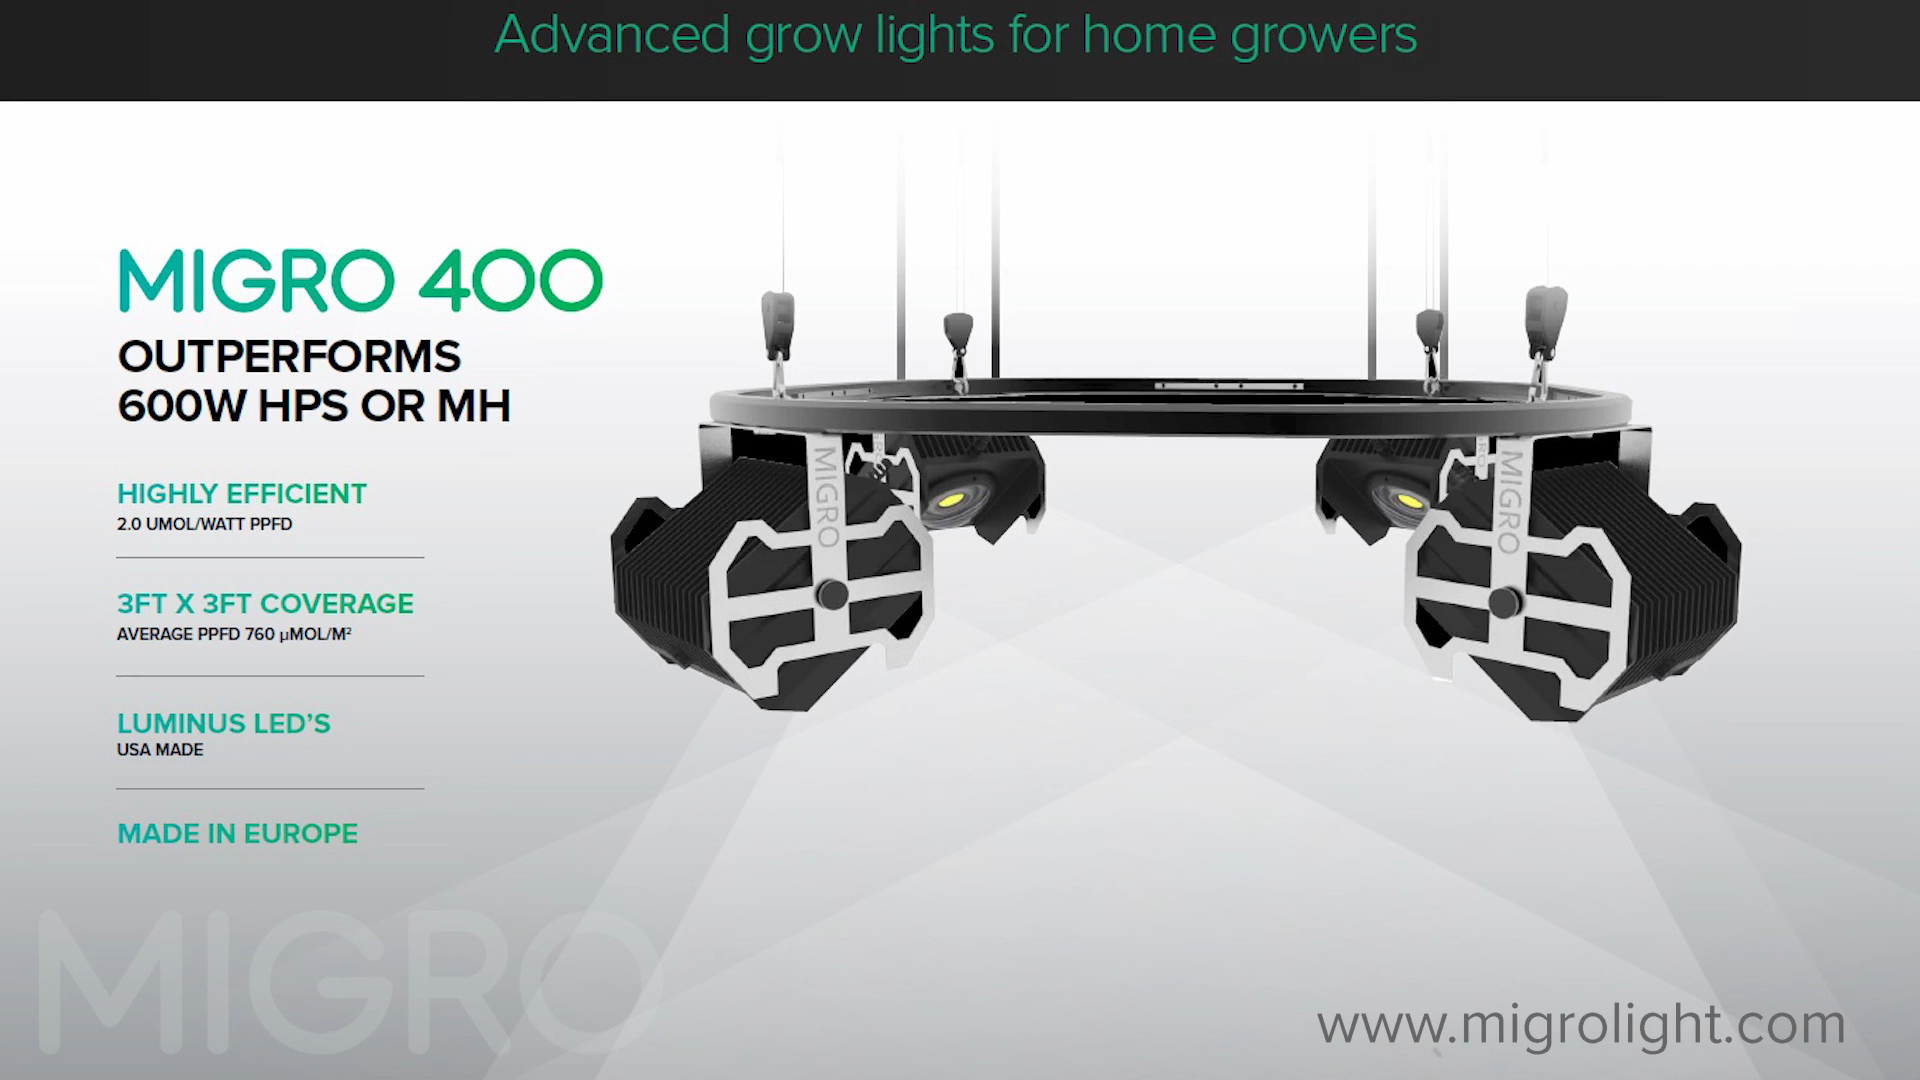 Advanced grow lights for home growers
MIGRO 400
OUTPERFORMS
600W HPS OR MH
HIGHLY EFFICIENT
2.0 UMOL/WATT PPFD
3FT X 3FT COVERAGE
AVERAGE PPFD 760 µMOL/M²
LUMINUS LED'S
USA MADE
MADE IN EUROPE
MIGRO
MIGRO
MIGRO
www.migrolight.com